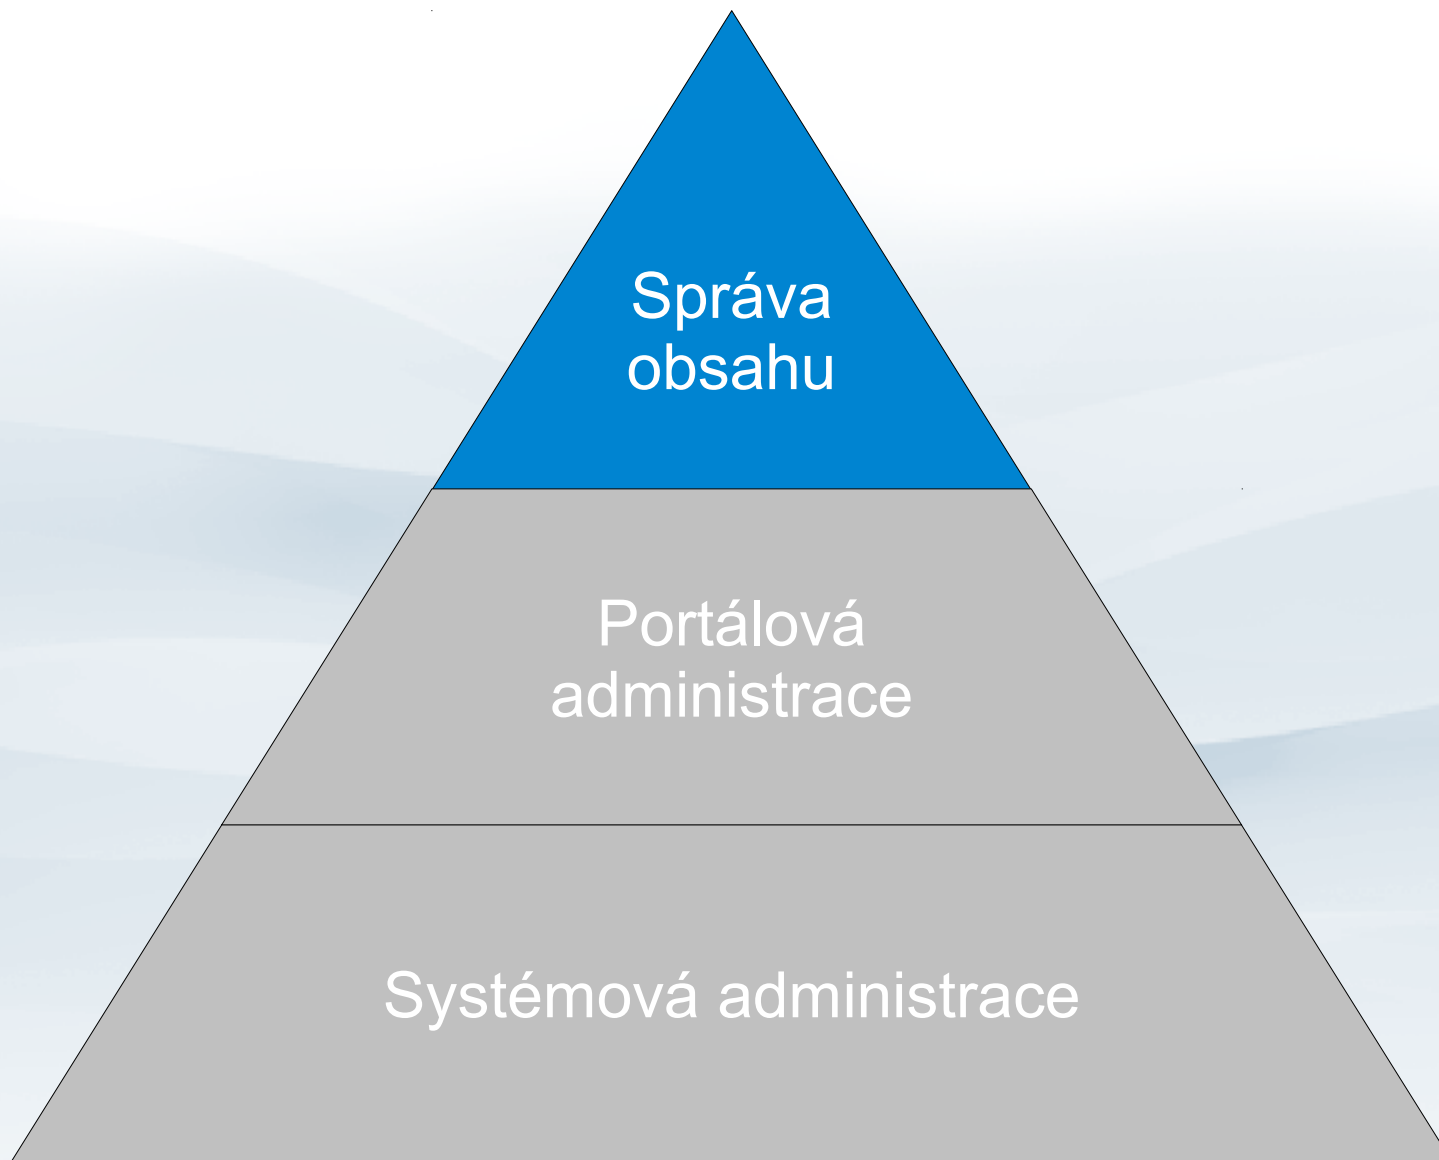 Správa
obsahu
Portálová
administrace
Systémová administrace